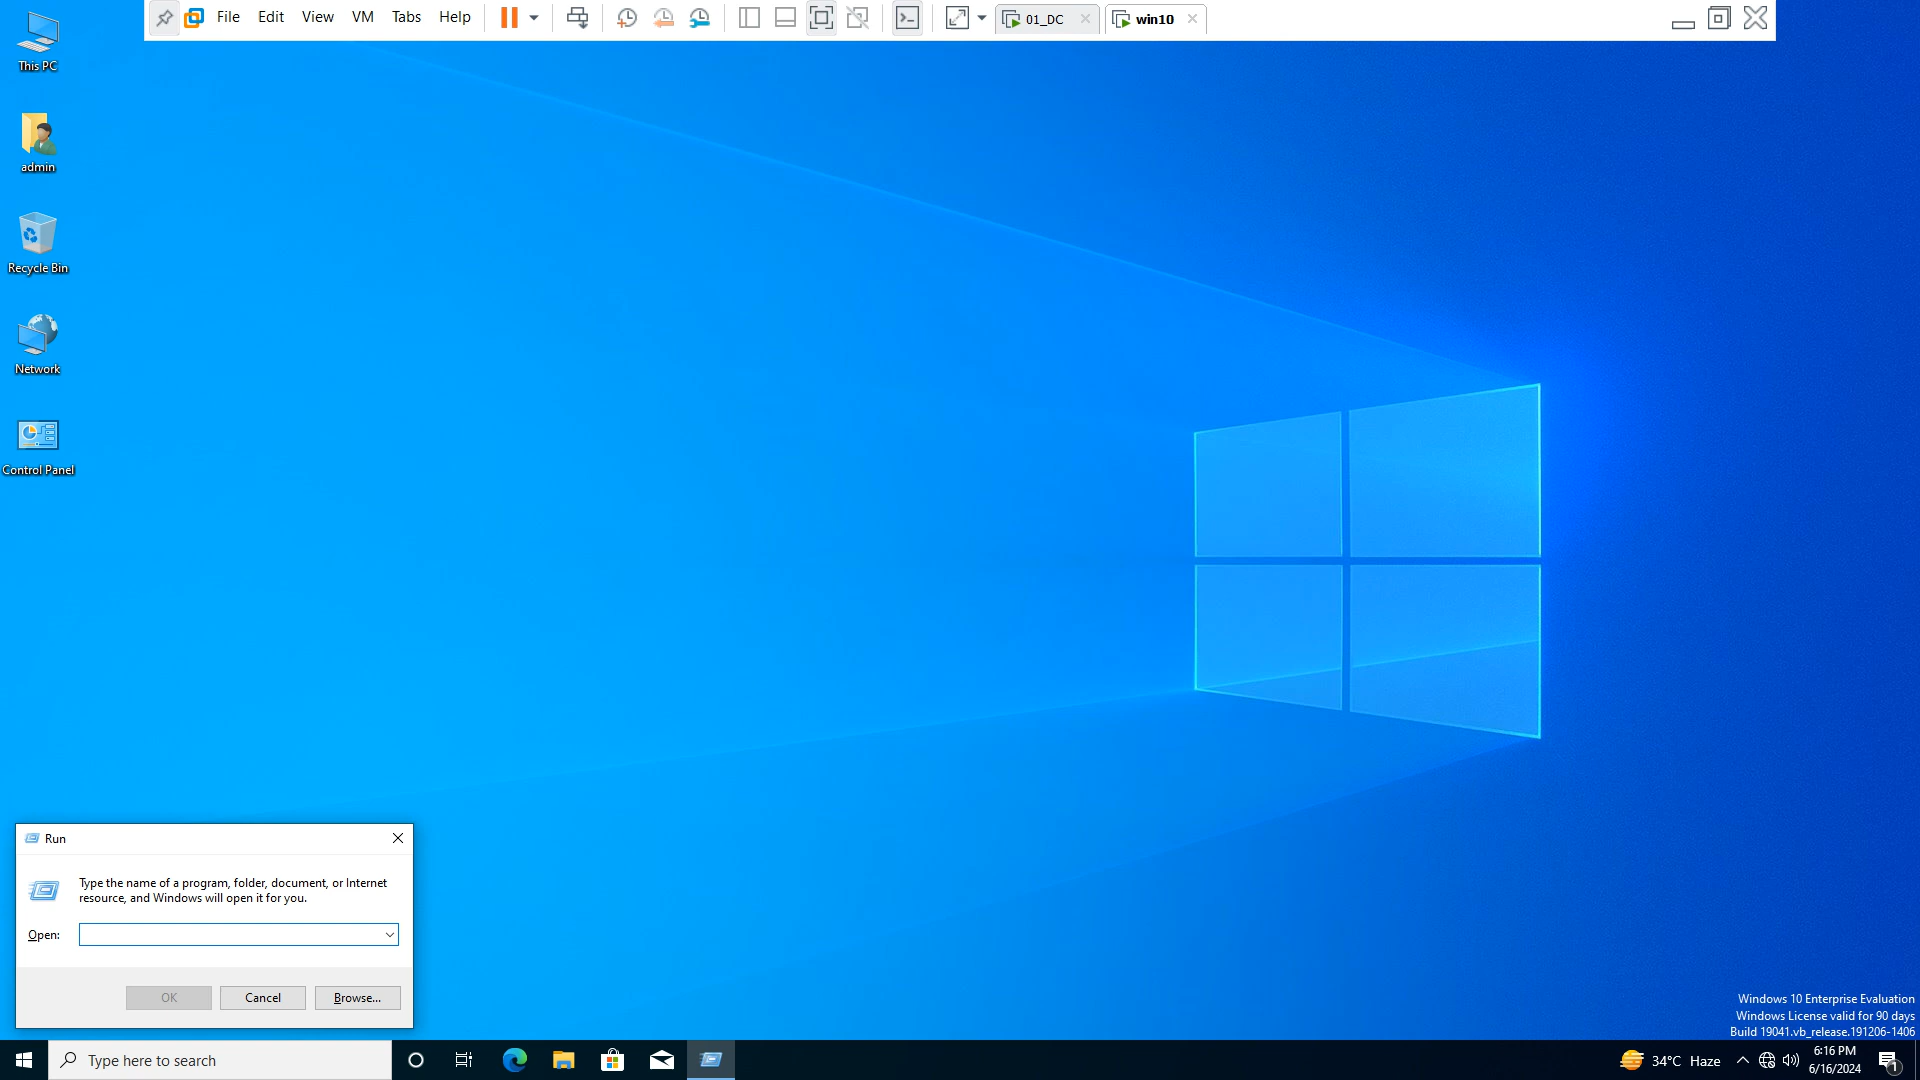 File Edit View VM Tabs Help
01_DC
win10
This PC
admin
Recycle Bin
Network
Control Panel
Run
Type the name of a program, folder, document, or Internet
resource, and Windows will open it for you.
Open:
OK
Cancel
Browse...
Windows 10 Enterprise Evaluation
Windows License valid for 90 days
Build 19041.vb_release.191206-1406
Type here to search
34°C Haze
6:16 PM
6/16/2024
1